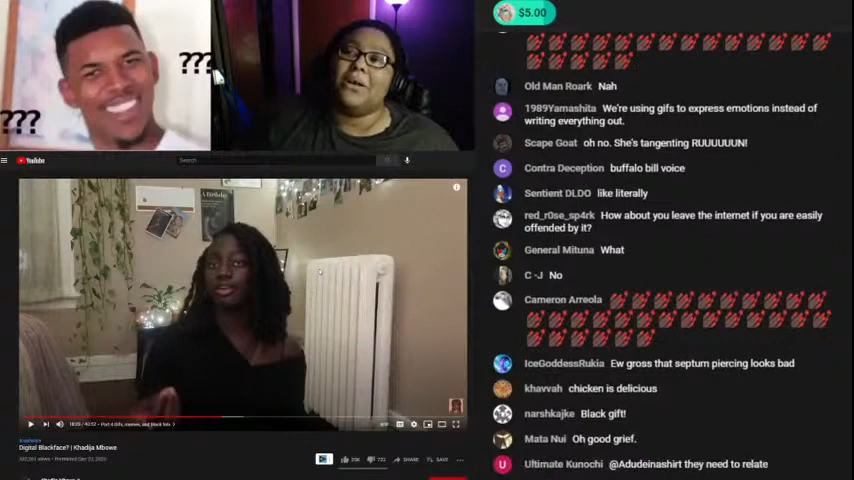 $5.00
???
???
Old Man Roark Nah
1989Yamashita We're using gifs to express emotions instead of
writing everything out.
Scape Goat oh no. She's tangenting RUUUUUUN!
C
Contra Deception buffalo bill voice
Sentient DLDO like literally
red_r0se_sp4rk How about you leave the internet if you are easily
offended by it?
General Mituna What
C -J No
Cameron Arreola
IceGoddessRukia Ew gross that septum piercing looks bad
khavvah chicken is delicious
narshkajke Black gift!
Mata Nui Oh good grief.
U
Ultimate Kunochi @Adudeinashirt they need to relate
YouTube
Search
Digital Blackface? | Khadija Mbowe
SHARE
SAVE